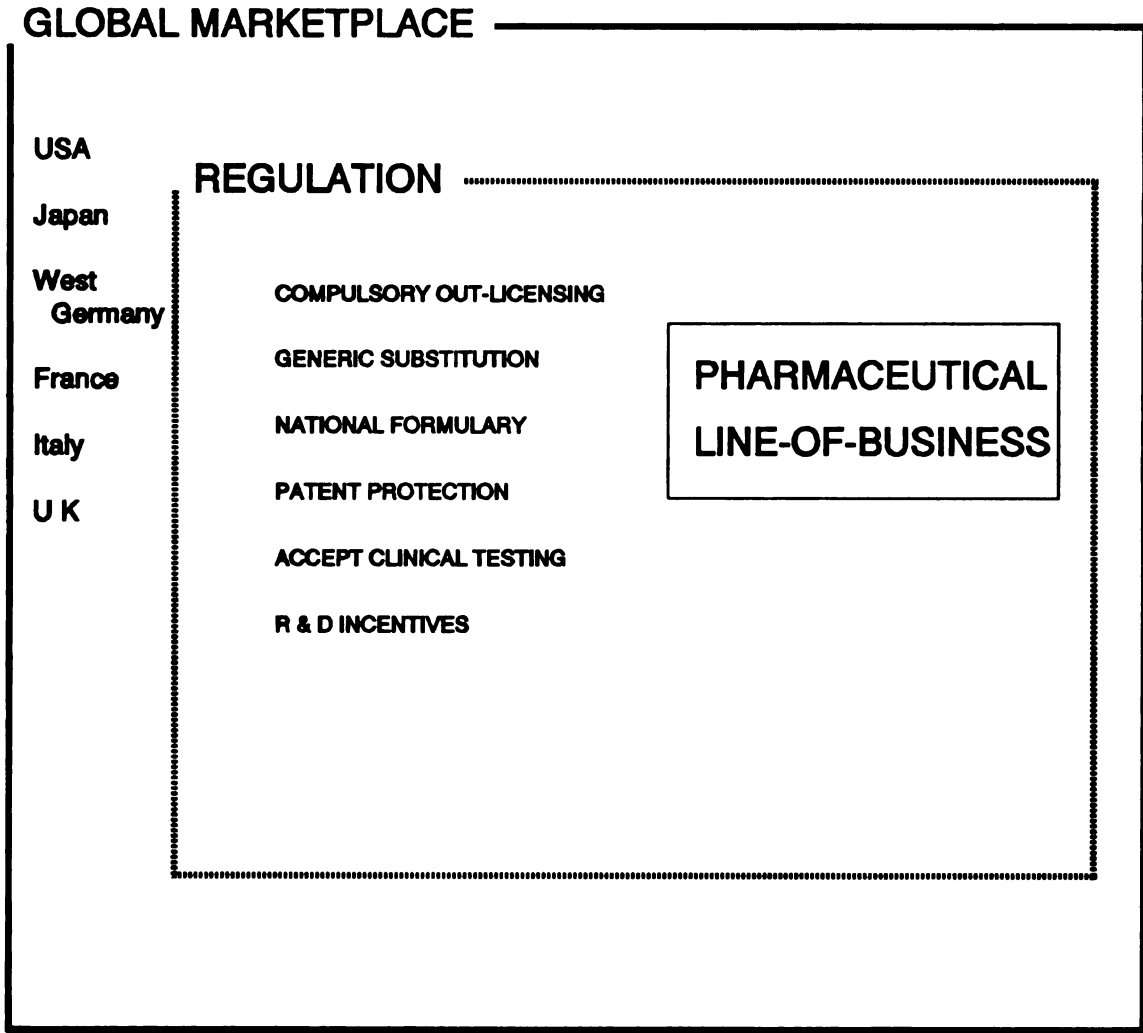 GLOBAL MARKETPLACE
USA
Japan
West
Germany
France
Italy
U K
REGULATION
COMPULSORY OUT-LICENSING
GENERIC SUBSTITUTION
NATIONAL FORMULARY
PATENT PROTECTION
ACCEPT CLINICAL TESTING
R & D INCENTIVES
PHARMACEUTICAL
LINE-OF-BUSINESS